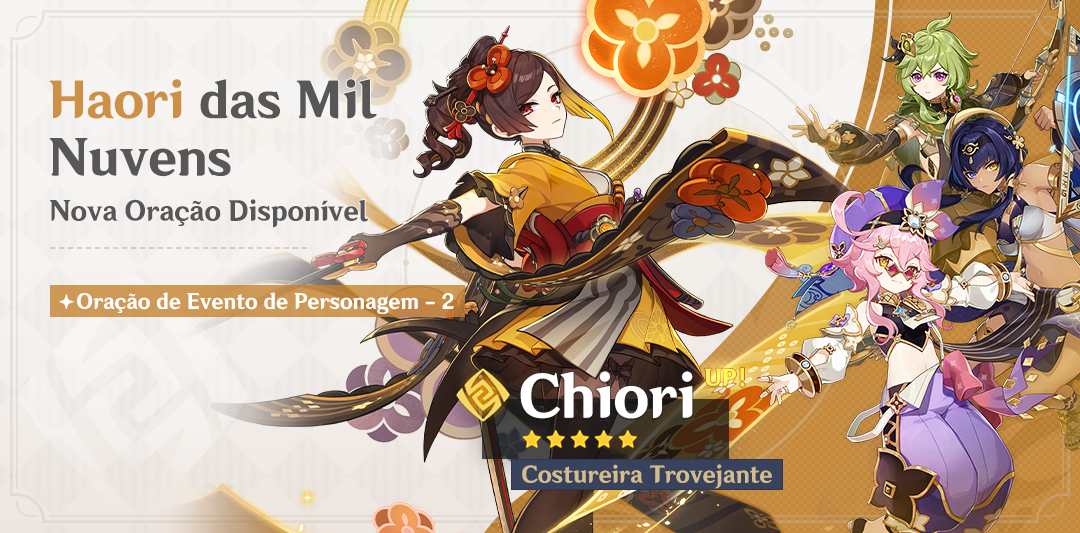 Haori das Mil
Nuvens
Nova Oração Disponível
Oração de Evento de Personagem - 2
Chiori UP!
Costureira Trovejante